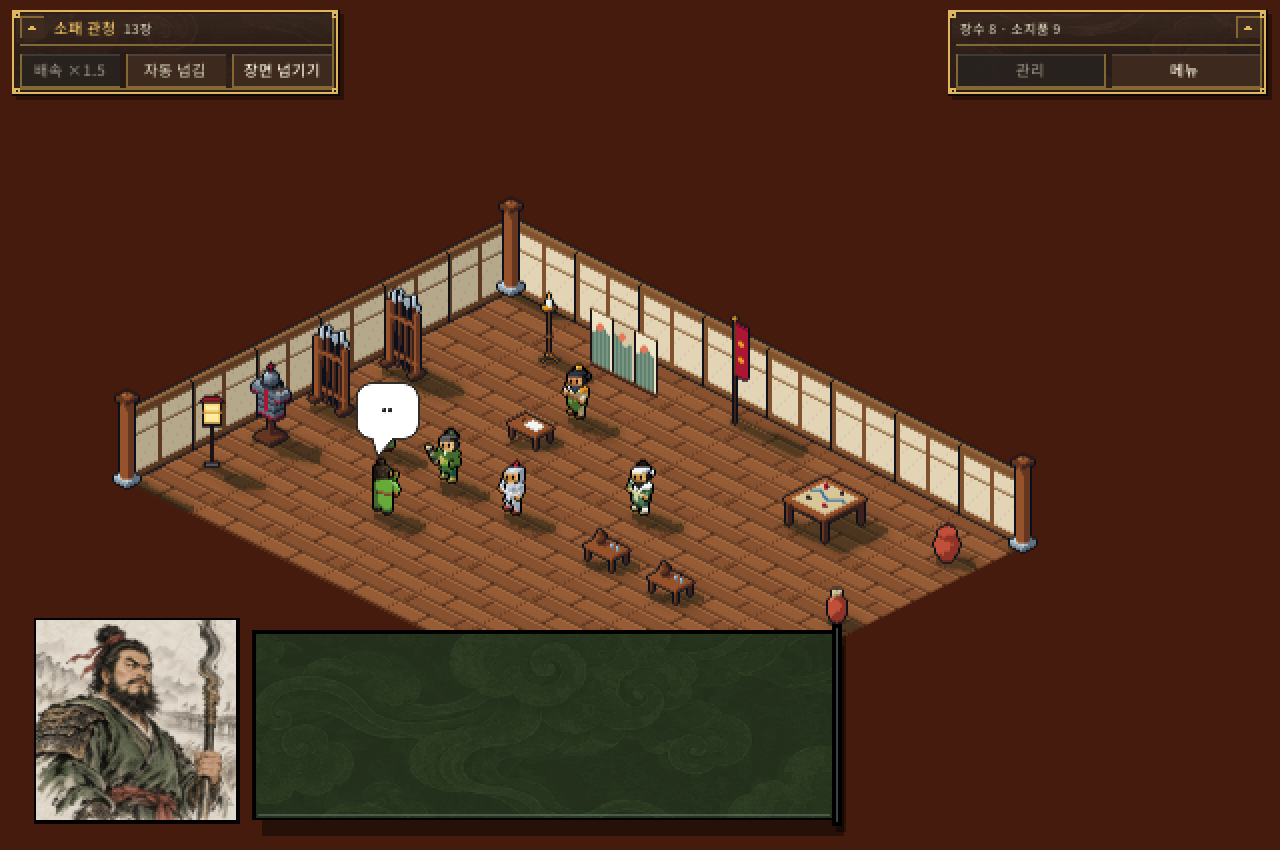 소패 관청 13장
배속 ×1.5 자동 넘김 장면 넘기기
장수 8 · 소지품 9
관리 메뉴
..